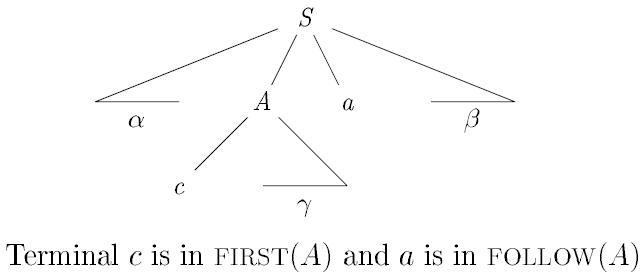 S
A a
α β
c
γ
Terminal c is in FIRST(A) and a is in FOLLOW(A)